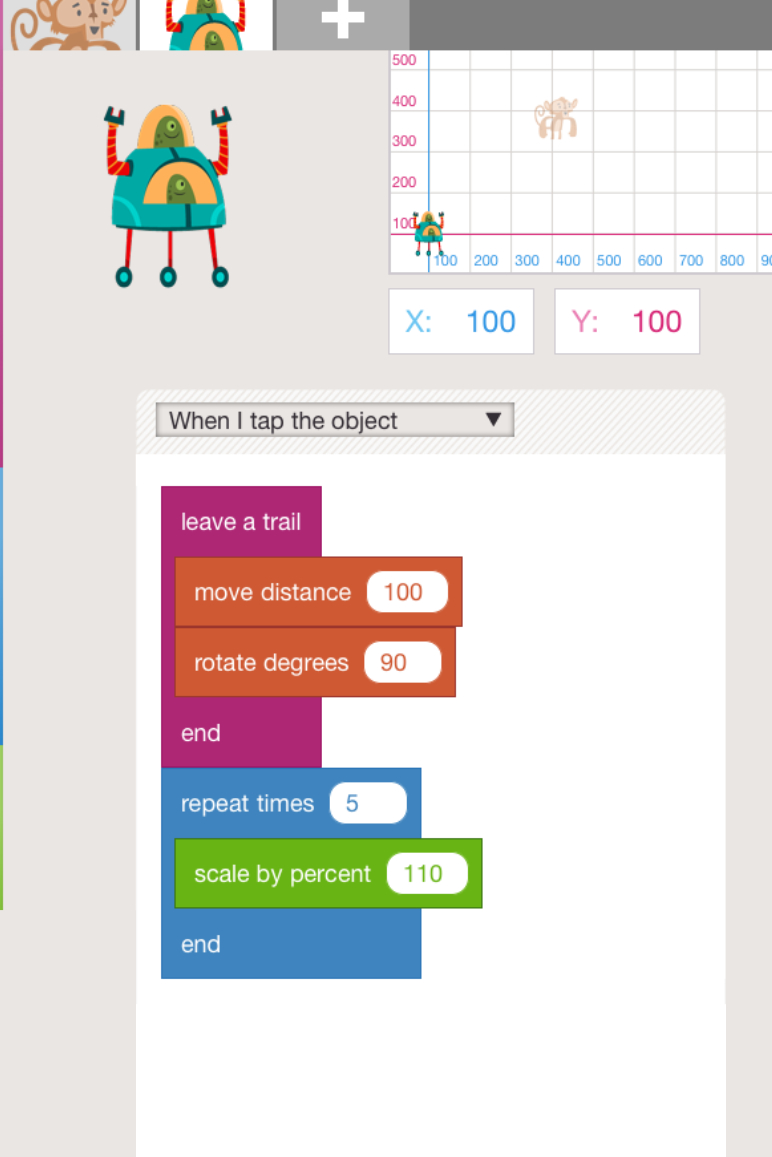 500
400
300
200
100
100 200 300 400 500 600 700 800
X: 100 Y: 100
When I tap the object
leave a trail
move distance 100
rotate degrees 90
end
repeat times 5
scale by percent 110
end